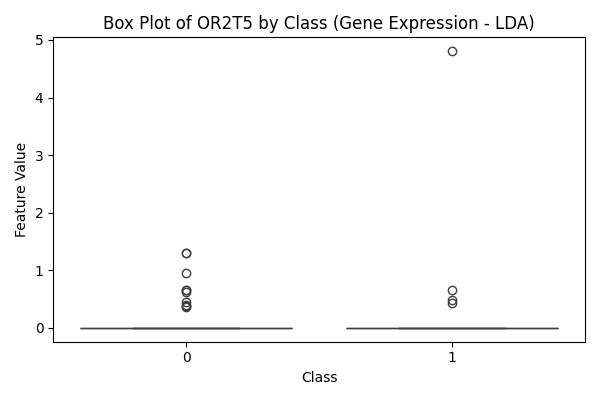 Box Plot of OR2T5 by Class (Gene Expression - LDA)
5
4
3
2
1
0
Feature Value
0 1
Class